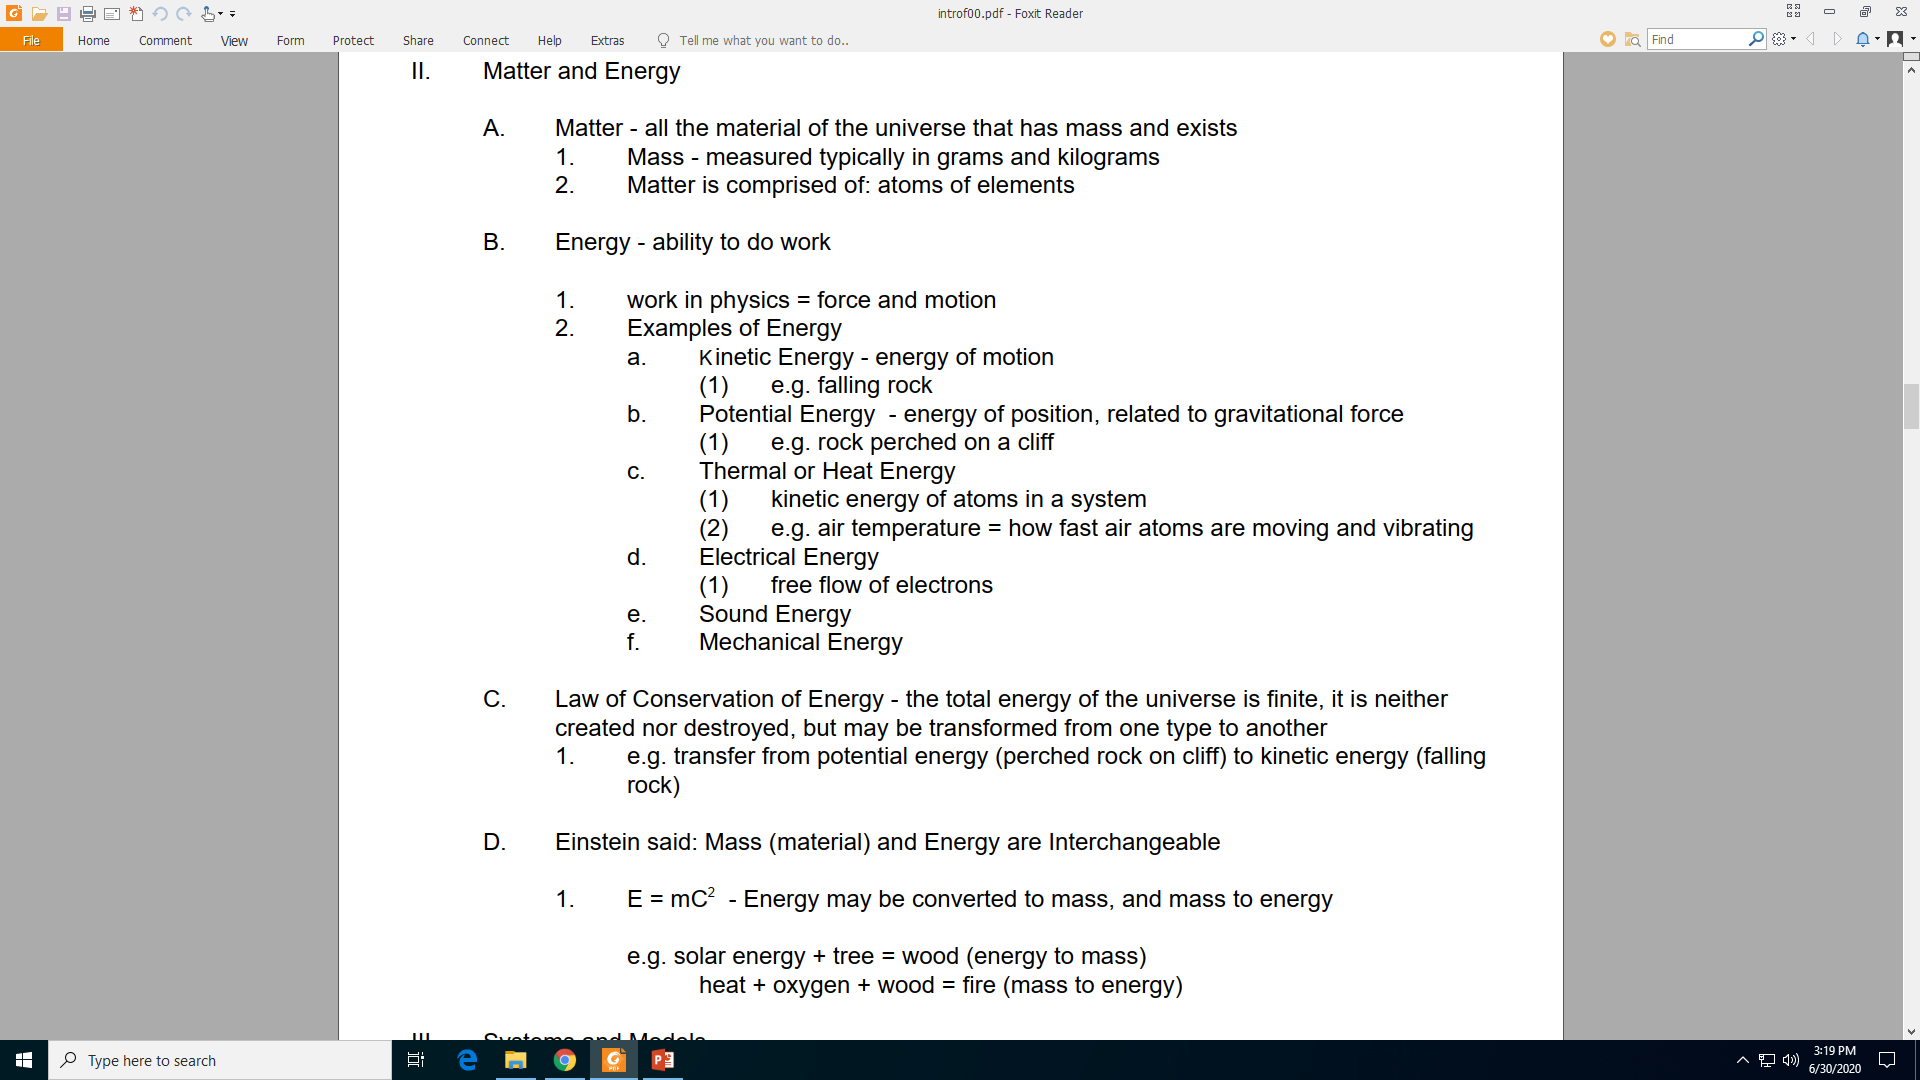 introf00.pdf - Foxit Reader
File Home Comment View Form Protect Share Connect Help Extras Tell me what you want to do.. Find
II. Matter and Energy
A. Matter - all the material of the universe that has mass and exists
1. Mass - measured typically in grams and kilograms
2. Matter is comprised of: atoms of elements
B. Energy - ability to do work
1. work in physics = force and motion
2. Examples of Energy
a. Kinetic Energy - energy of motion
(1) e.g. falling rock
b. Potential Energy - energy of position, related to gravitational force
(1) e.g. rock perched on a cliff
c. Thermal or Heat Energy
(1) kinetic energy of atoms in a system
(2) e.g. air temperature = how fast air atoms are moving and vibrating
d. Electrical Energy
(1) free flow of electrons
e. Sound Energy
f. Mechanical Energy
C. Law of Conservation of Energy - the total energy of the universe is finite, it is neither
created nor destroyed, but may be transformed from one type to another
1. e.g. transfer from potential energy (perched rock on cliff) to kinetic energy (falling
rock)
D. Einstein said: Mass (material) and Energy are Interchangeable
1. E = mC² - Energy may be converted to mass, and mass to energy
e.g. solar energy + tree = wood (energy to mass)
heat + oxygen + wood = fire (mass to energy)
III. Systems and Models
Type here to search
3:19 PM
6/30/2020